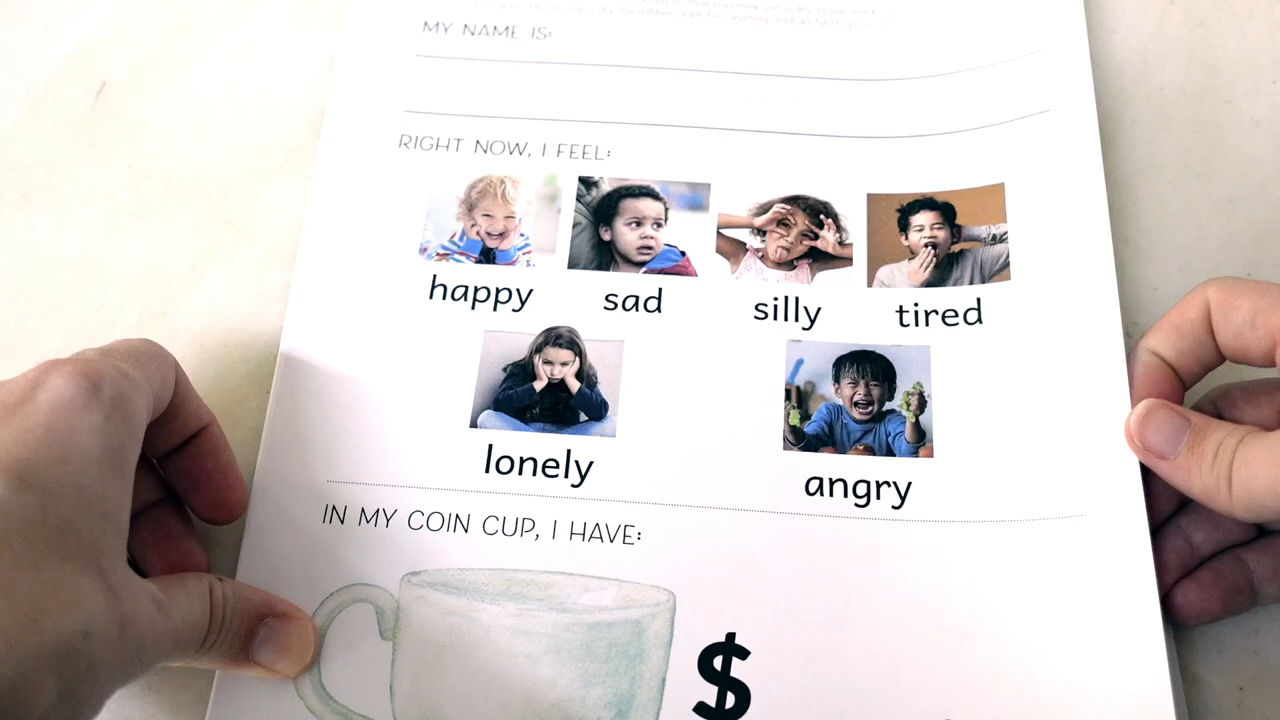 MY NAME IS:
RIGHT NOW, I FEEL:
happy sad silly tired
lonely angry
IN MY COIN CUP, I HAVE:
$